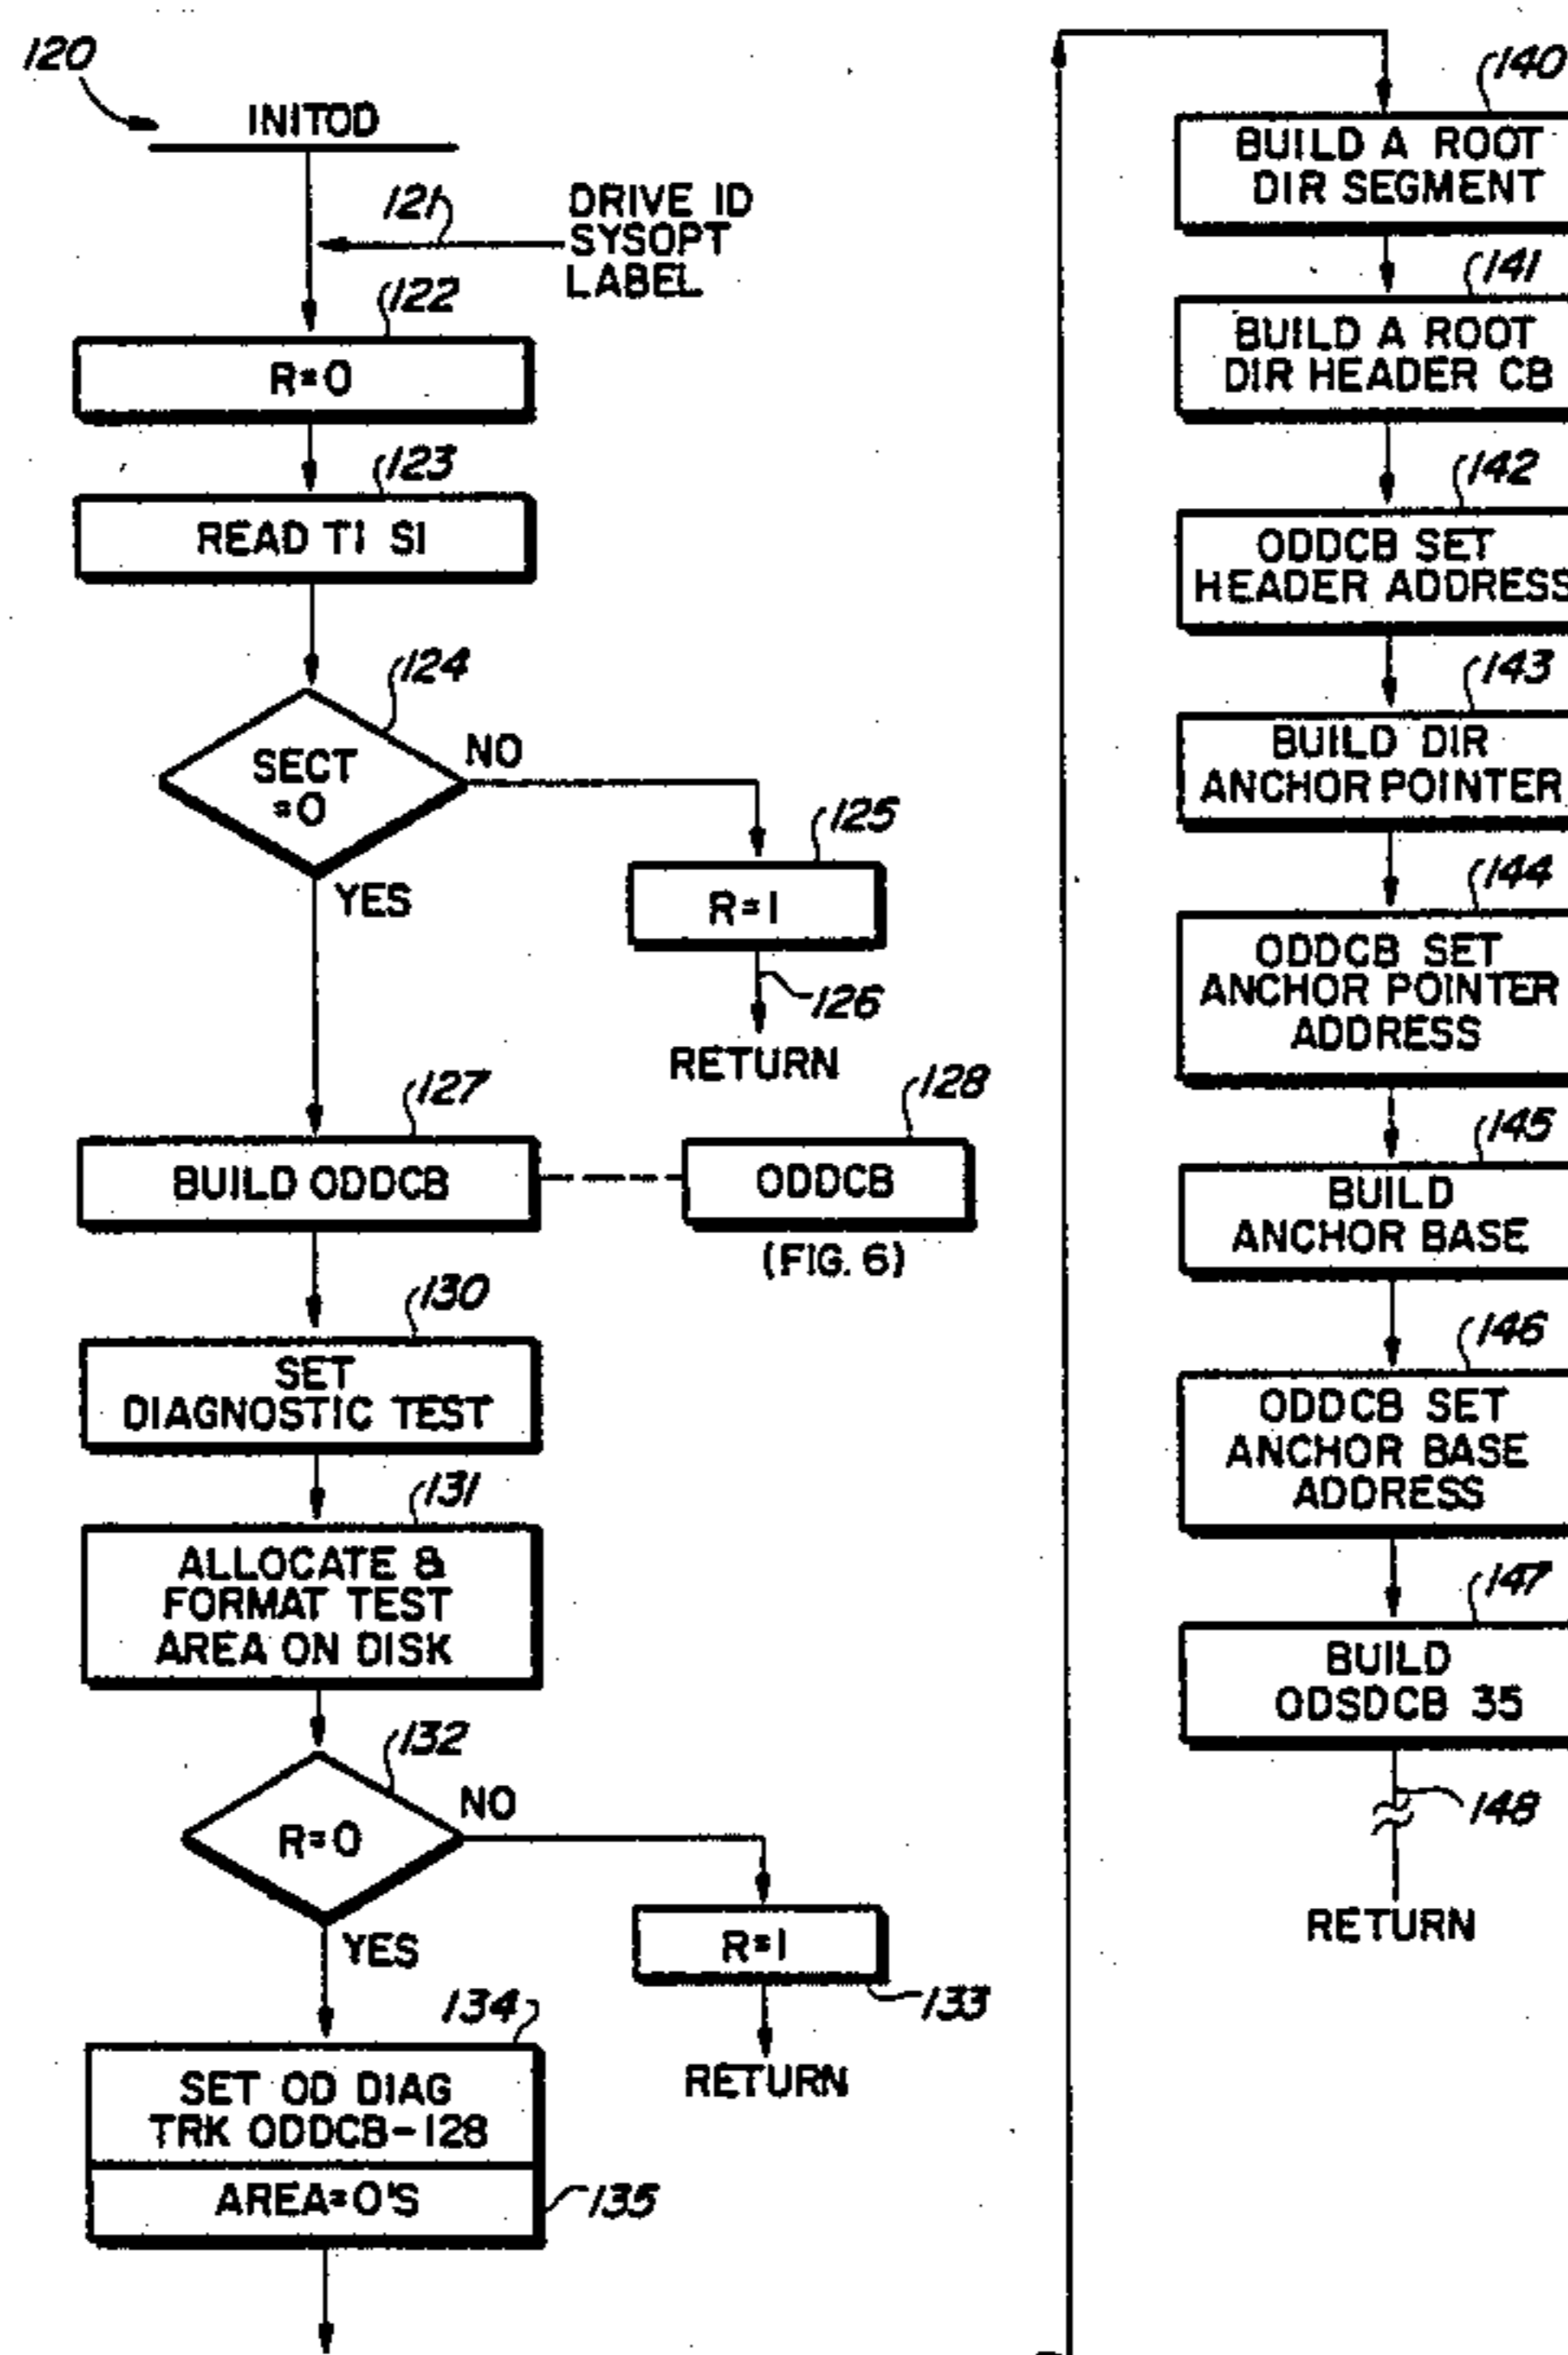 120
INITOD
121
DRIVE ID
SYSOPT
LABEL
122
R=0
123
READ T1 S1
124
SECT
=0
NO
YES
125
R=1
126
RETURN
127
BUILD ODDCB
128
ODDCB
(FIG. 6)
130
SET
DIAGNOSTIC TEST
131
ALLOCATE &
FORMAT TEST
AREA ON DISK
132
R=0
NO
YES
R=1
133
RETURN
134
SET OD DIAG
TRK ODDCB-128
AREA=0'S
135
140
BUILD A ROOT
DIR SEGMENT
141
BUILD A ROOT
DIR HEADER CB
142
ODDCB SET
HEADER ADDRESS
143
BUILD DIR
ANCHOR POINTER
144
ODDCB SET
ANCHOR POINTER
ADDRESS
145
BUILD
ANCHOR BASE
146
ODDCB SET
ANCHOR BASE
ADDRESS
147
BUILD
ODSDCB 35
148
RETURN